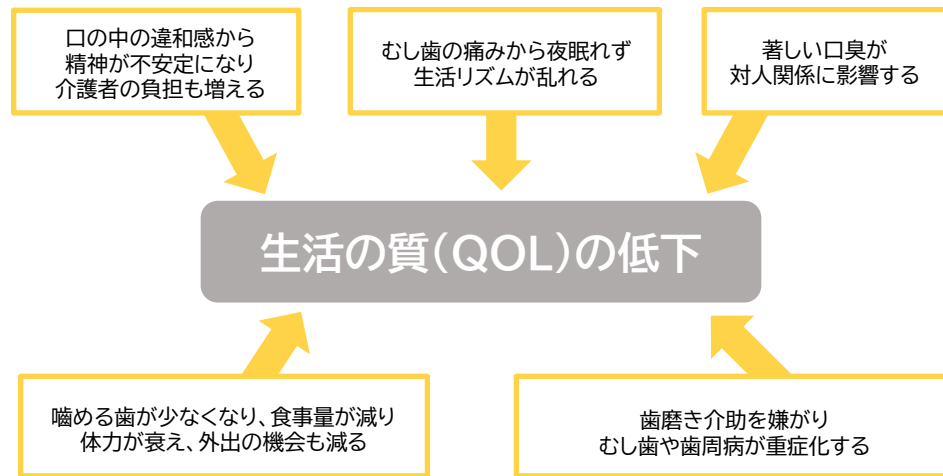 口の中の違和感から
精神が不安定になり
介護者の負担も増える
むし歯の痛みから夜眠れず
生活リズムが乱れる
著しい口臭が
対人関係に影響する
生活の質(QOL)の低下
噛める歯が少なくなり、食事量が減り
体力が衰え、外出の機会も減る
歯磨き介助を嫌がり
むし歯や歯周病が重症化する